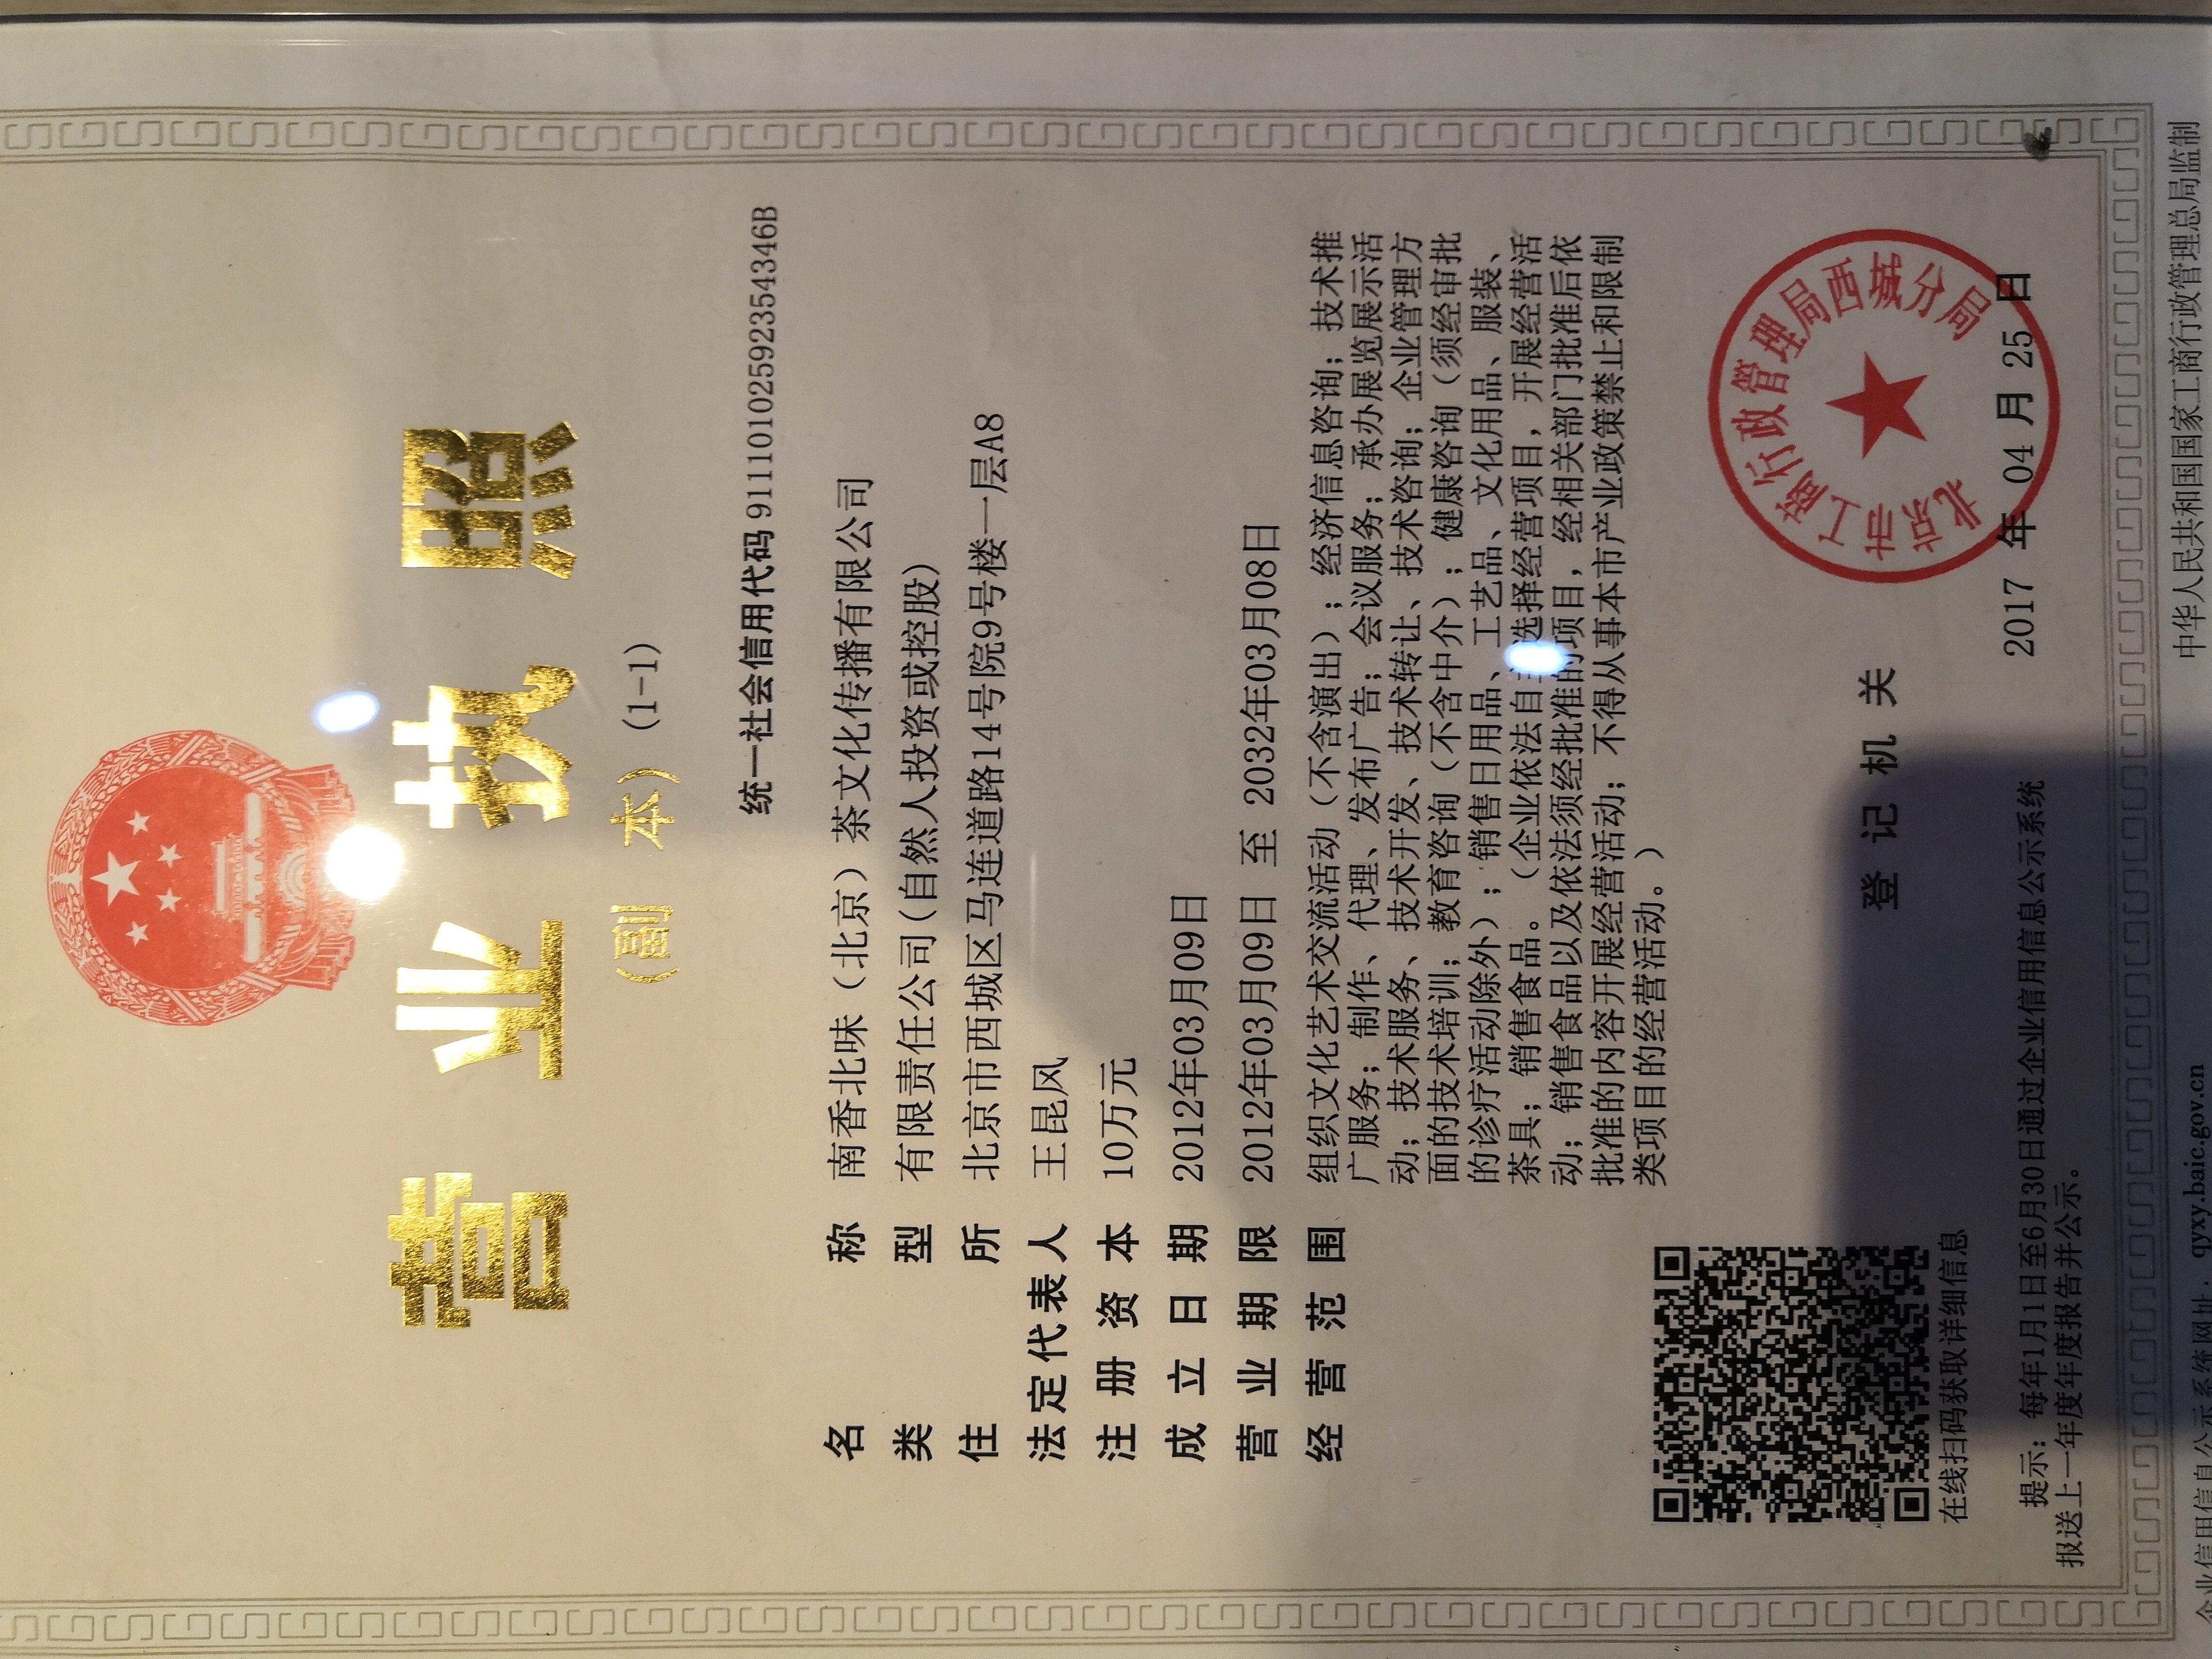 营业执照
（副 本）（1-1）
统一社会信用代码 91110102592354346B
名称 南香北味（北京）茶文化传播有限公司
类型 有限责任公司（自然人投资或控股）
住所 北京市西城区马连道路14号院9号楼一层A8
法定代表人 王昆风
注册资本 10万元
成立日期 2012年03月09日
营业期限 2012年03月09日 至 2032年03月08日
经营范围 组织文化艺术交流活动（不含演出）；经济信息咨询；技术推
广服务；制作、代理、发布广告；会议服务；承办展览展示活
动；技术服务、技术开发、技术转让、技术咨询；企业管理方
面的技术培训；教育咨询（不含中介）；健康咨询（须经审批
的诊疗活动除外）；销售日用品、工艺品、文化用品、服装、
茶具；销售食品。（企业依法自主选择经营项目，开展经营活
动；销售食品以及依法须经批准的项目，经相关部门批准后依
批准的内容开展经营活动；不得从事本市产业政策禁止和限制
类项目的经营活动。）
在线扫码获取详细信息
登记机关
北京市工商行政管理局西城分局
2017 年 04 月 25 日
提示：每年1月1日至6月30日通过企业信用信息公示系统
报送上一年度年度报告并公示。
企业信用信息公示系统网址：qyxy.baic.gov.cn
中华人民共和国国家工商行政管理总局监制